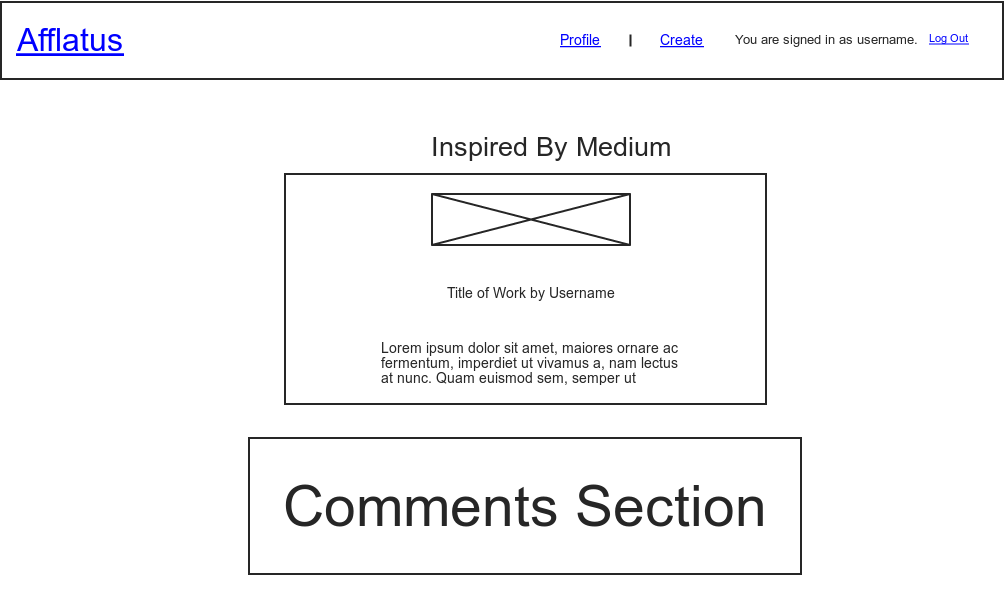 Afflatus
Profile | Create You are signed in as username. Log Out
Inspired By Medium
Title of Work by Username
Lorem ipsum dolor sit amet, maiores ornare ac
fermentum, imperdiet ut vivamus a, nam lectus
at nunc. Quam euismod sem, semper ut
Comments Section